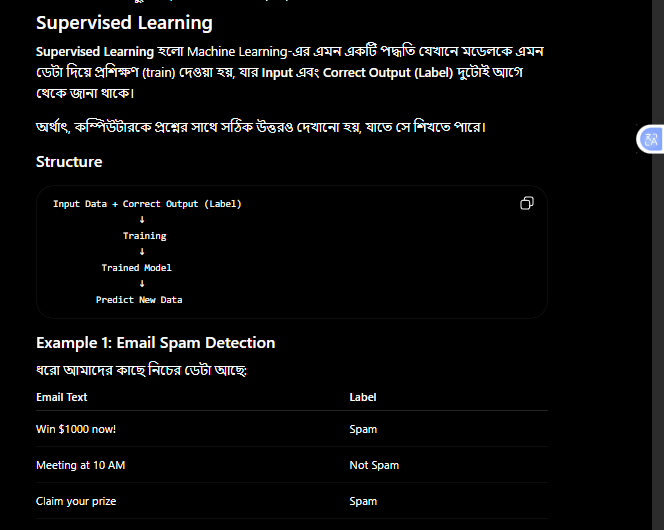 Supervised Learning
Supervised Learning হলো Machine Learning-এর এমন একটি পদ্ধতি যেখানে মডেলকে এমন
ডেটা দিয়ে প্রশিক্ষণ (train) দেওয়া হয়, যার Input এবং Correct Output (Label) দুটোই আগে
থেকে জানা থাকে।
অর্থাৎ, কম্পিউটারকে প্রশ্নের সাথে সঠিক উত্তরও দেখানো হয়, যাতে সে শিখতে পারে।
Structure
Input Data + Correct Output (Label)
↓
Training
↓
Trained Model
↓
Predict New Data
Example 1: Email Spam Detection
ধরো আমাদের কাছে নিচের ডেটা আছে:
Email Text Label
Win $1000 now! Spam
Meeting at 10 AM Not Spam
Claim your prize Spam